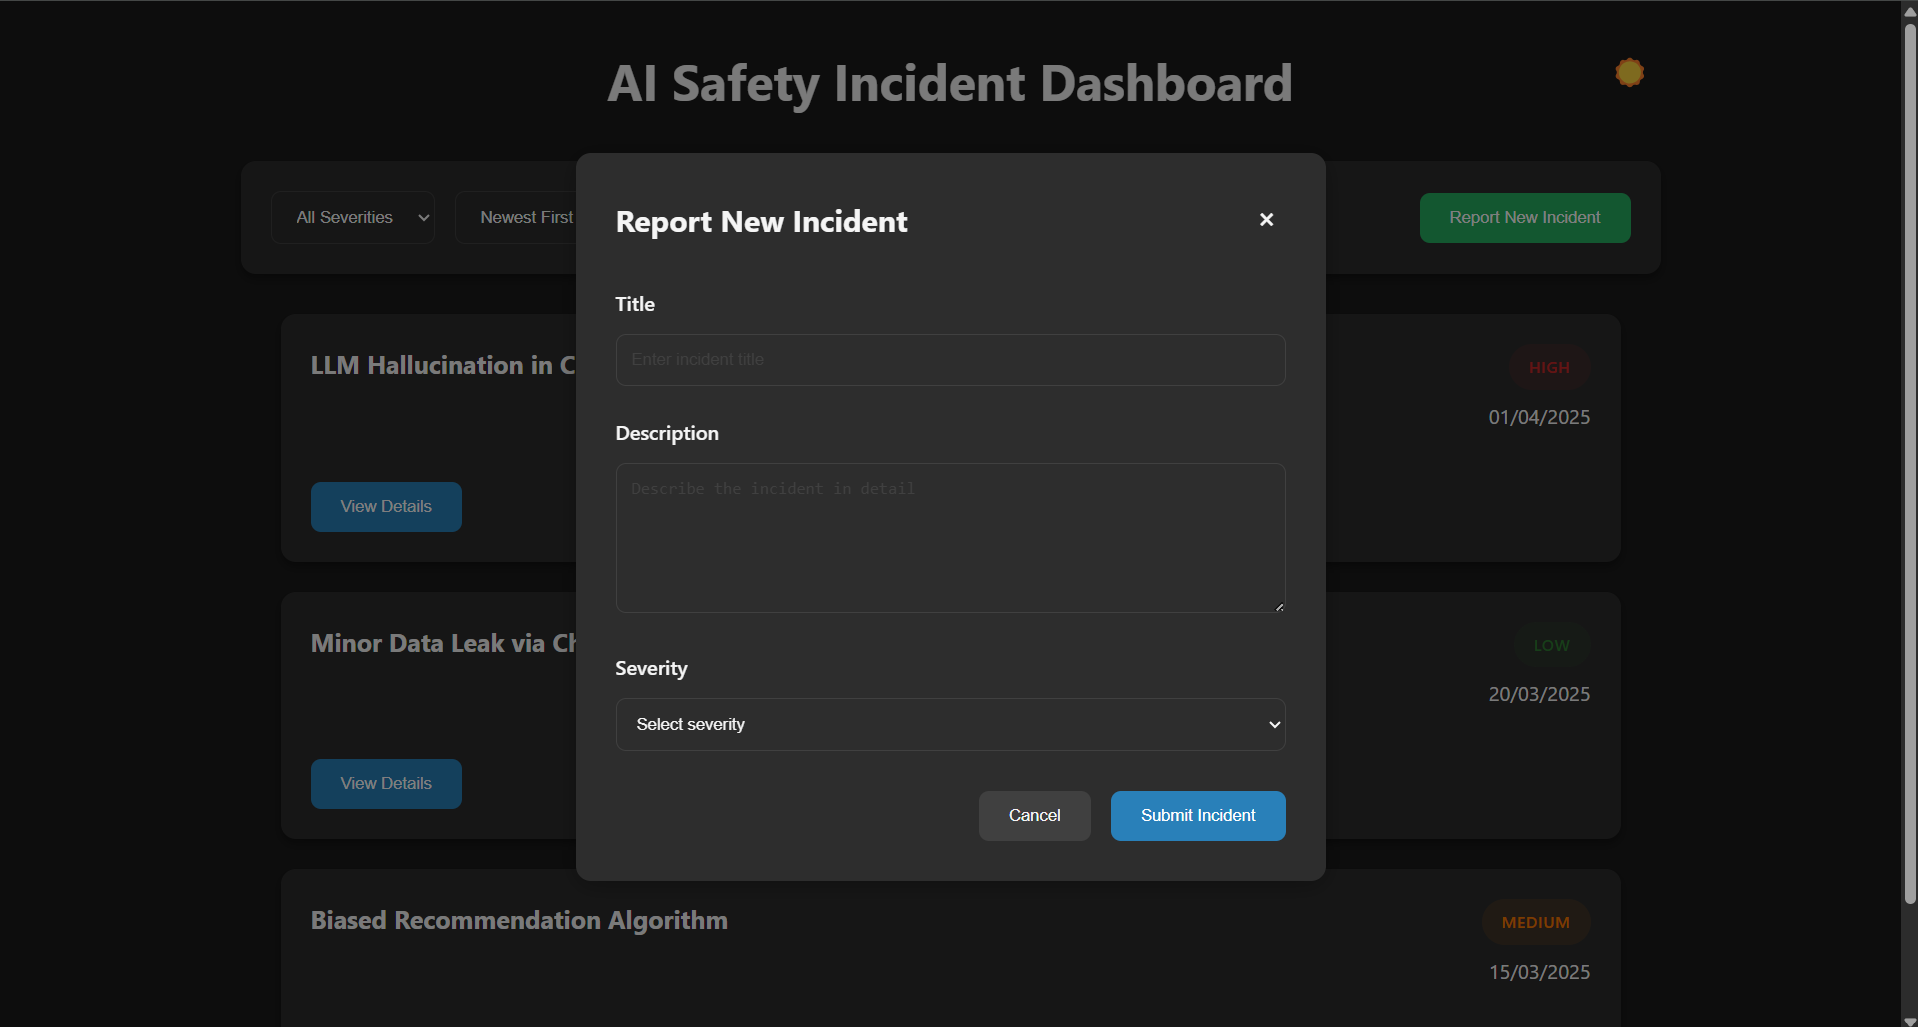 AI Safety Incident Dashboard
All Severities
Newest First
Report New Incident
Report New Incident
×
Title
Enter incident title
Description
Describe the incident in detail
Severity
Select severity
Cancel
Submit Incident
LLM Hallucination in
HIGH
01/04/2025
View Details
Minor Data Leak via
LOW
20/03/2025
View Details
Biased Recommendation Algorithm
MEDIUM
15/03/2025